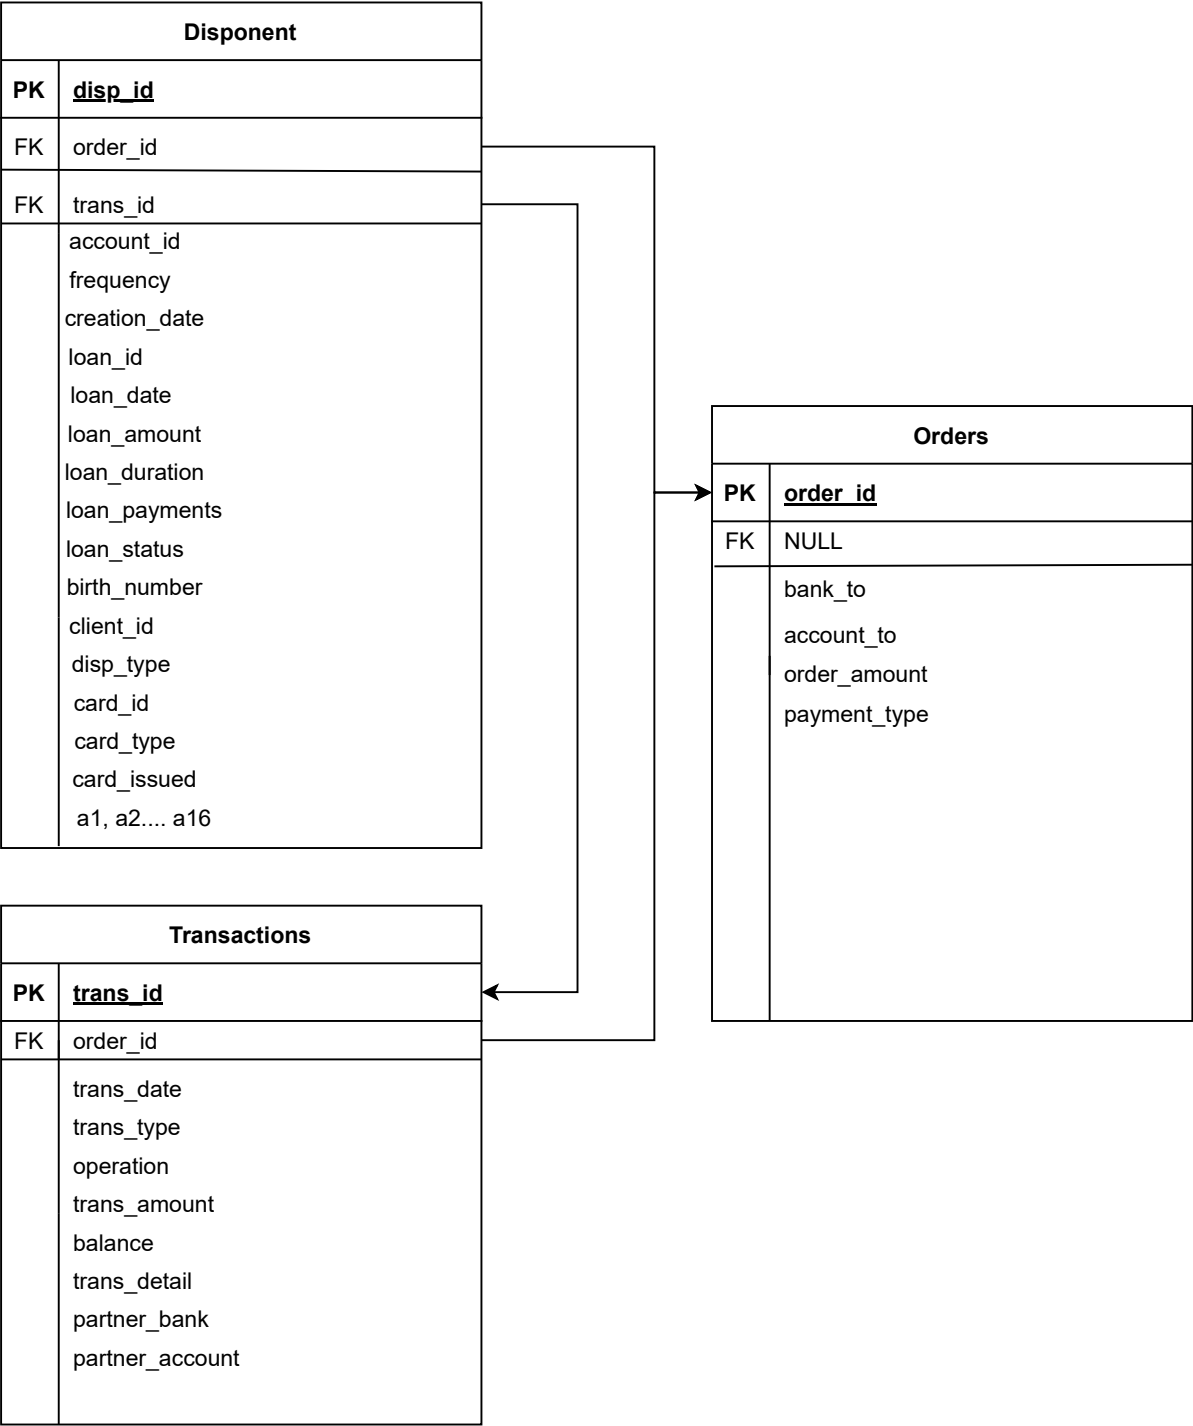 Disponent
PK disp_id
FK order_id
FK trans_id
account_id
frequency
creation_date
loan_id
loan_date
loan_amount
loan_duration
loan_payments
loan_status
birth_number
client_id
disp_type
card_id
card_type
card_issued
a1, a2.... a16
Orders
PK order_id
FK NULL
bank_to
account_to
order_amount
payment_type
Transactions
PK trans_id
FK order_id
trans_date
trans_type
operation
trans_amount
balance
trans_detail
partner_bank
partner_account